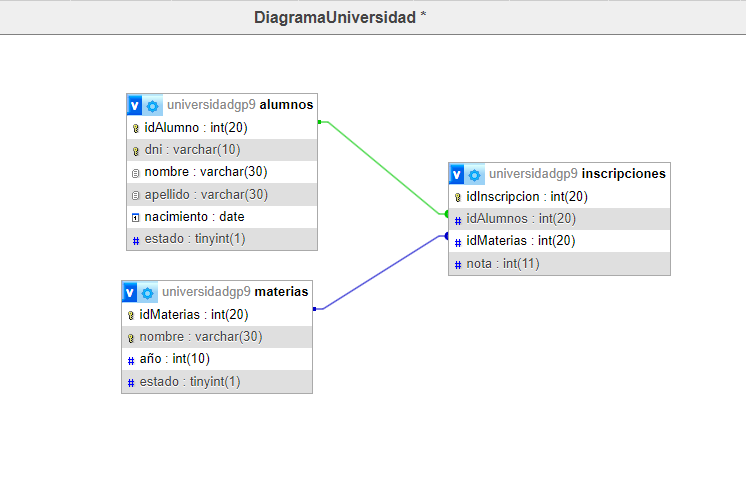 DiagramaUniversidad *
v universidadgp9 alumnos
idAlumno : int(20)
dni : varchar(10)
nombre : varchar(30)
apellido : varchar(30)
nacimiento : date
# estado : tinyint(1)
v universidadgp9 inscripciones
idInscripcion : int(20)
# idAlumnos : int(20)
# idMaterias : int(20)
# nota : int(11)
v universidadgp9 materias
idMaterias : int(20)
nombre : varchar(30)
# año : int(10)
# estado : tinyint(1)